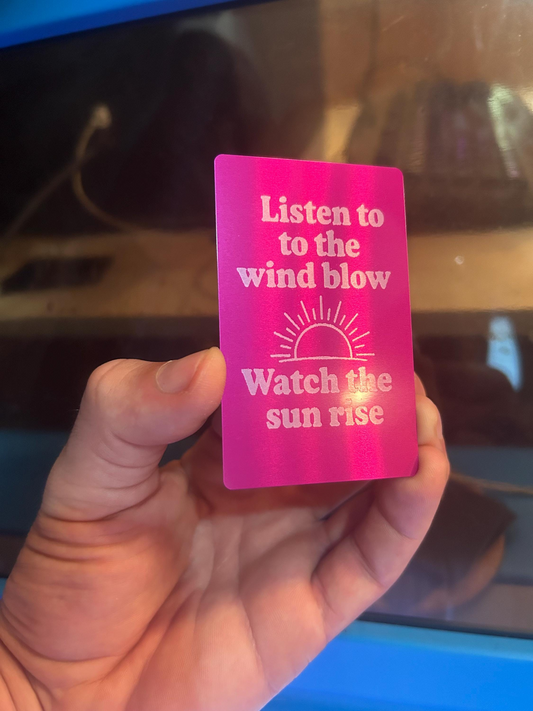 Listen to
to the
wind blow
Watch the
sun rise